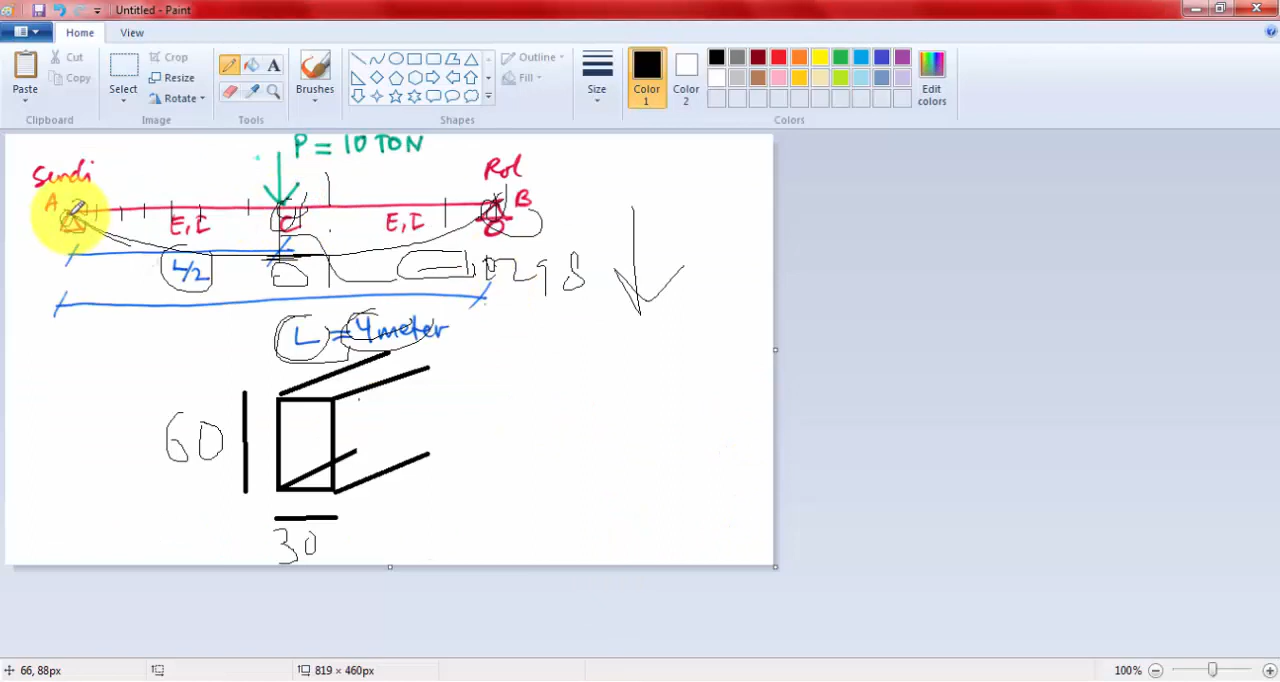 Untitled - Paint
Home
View
Paste
Cut
Copy
Clipboard
Select
Crop
Resize
Rotate
Image
A
Tools
Brushes
Outline
Fill
Shapes
Size
Color 1
Color 2
Edit colors
Colors
P = 10 TON
Sendi
Rol
A
B
E, I
C
E, I
L/2
L = 4 meter
60
30
66, 88px
819 × 460px
100%